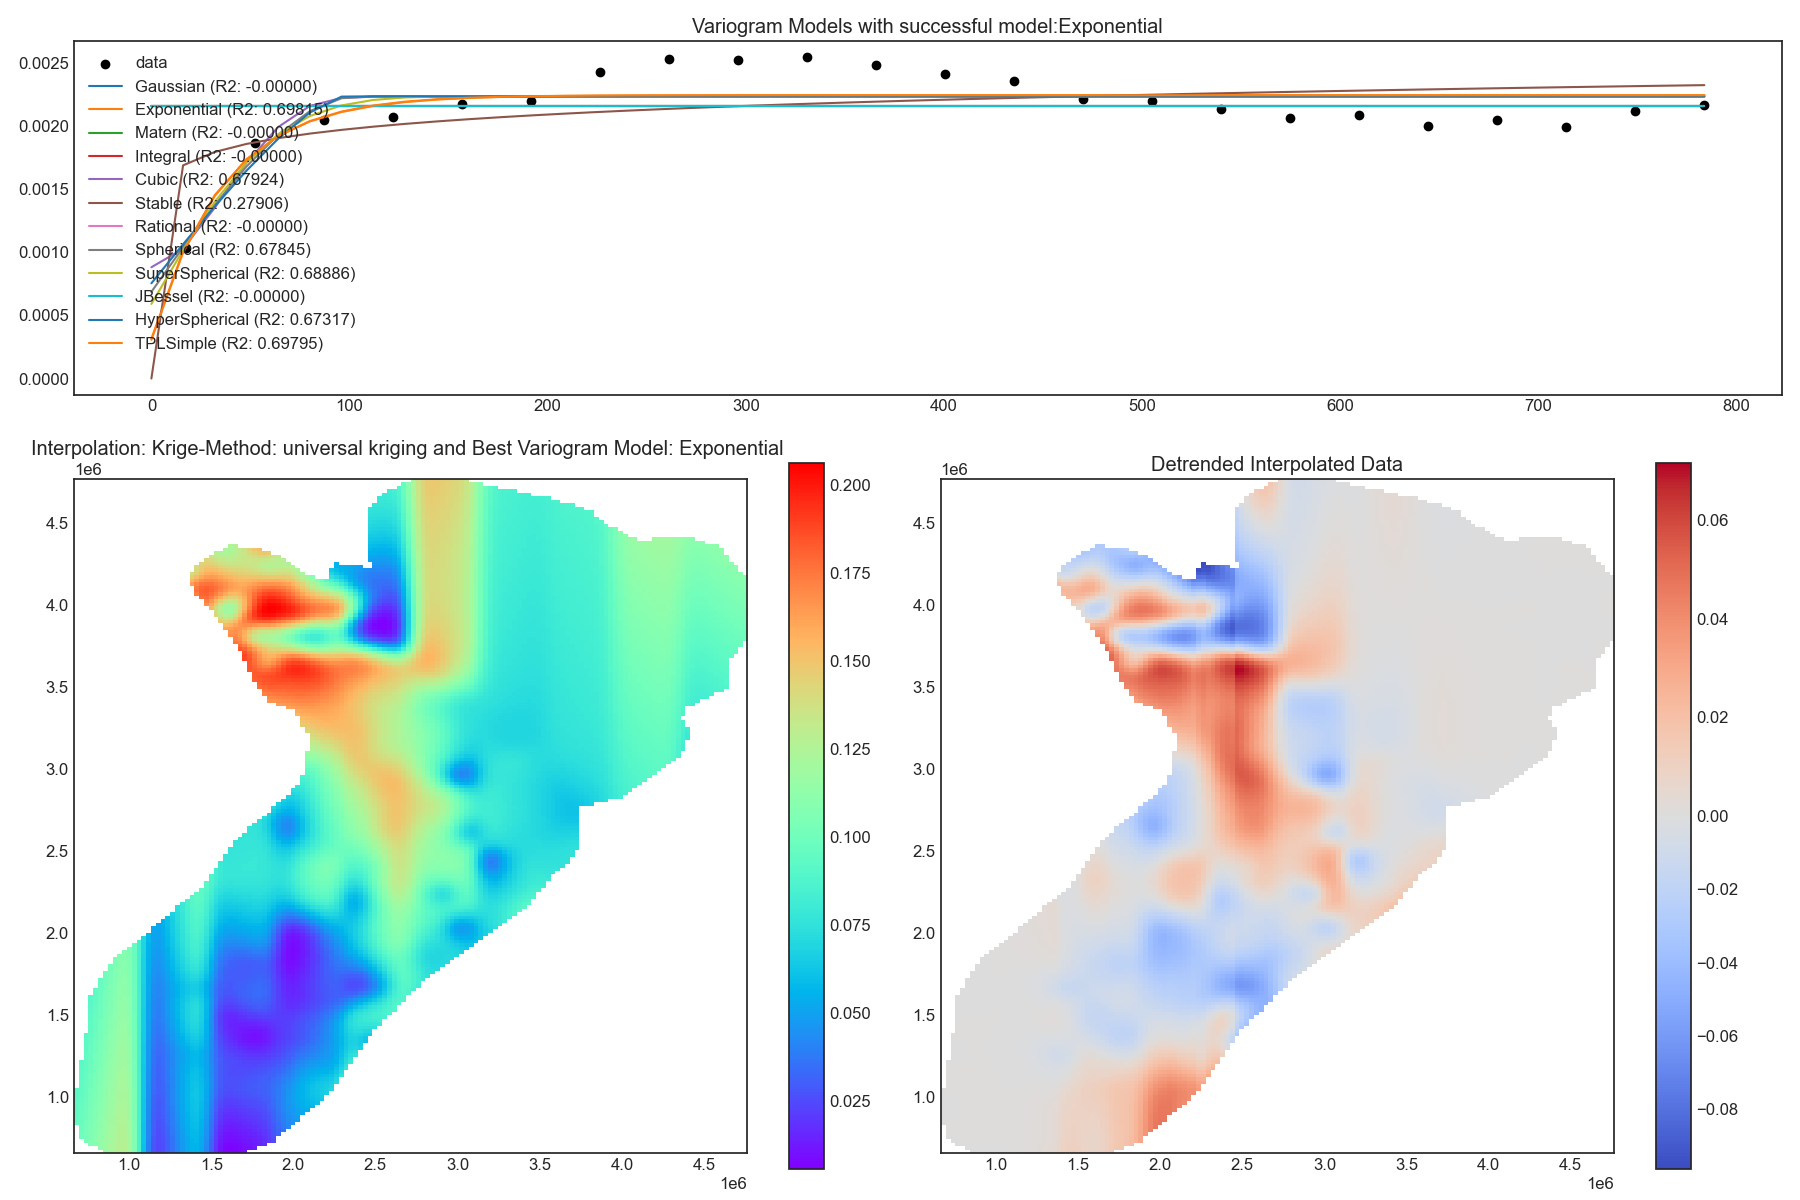 Variogram Models with successful model:Exponential
0.0025
0.0020
0.0015
0.0010
0.0005
0.0000
data
Gaussian (R2: -0.00000)
Exponential (R2: 0.69815)
Matern (R2: -0.00000)
Integral (R2: -0.00000)
Cubic (R2: 0.67924)
Stable (R2: 0.27906)
Rational (R2: -0.00000)
Spherical (R2: 0.67845)
SuperSpherical (R2: 0.68886)
JBessel (R2: -0.00000)
HyperSpherical (R2: 0.67317)
TPLSimple (R2: 0.69795)
0 100 200 300 400 500 600 700 800
Interpolation: Krige-Method: universal kriging and Best Variogram Model: Exponential
1e6
4.5
4.0
3.5
3.0
2.5
2.0
1.5
1.0
1.0 1.5 2.0 2.5 3.0 3.5 4.0 4.5
1e6
0.200
0.175
0.150
0.125
0.100
0.075
0.050
0.025
Detrended Interpolated Data
1e6
4.5
4.0
3.5
3.0
2.5
2.0
1.5
1.0
1.0 1.5 2.0 2.5 3.0 3.5 4.0 4.5
1e6
0.06
0.04
0.02
0.00
−0.02
−0.04
−0.06
−0.08